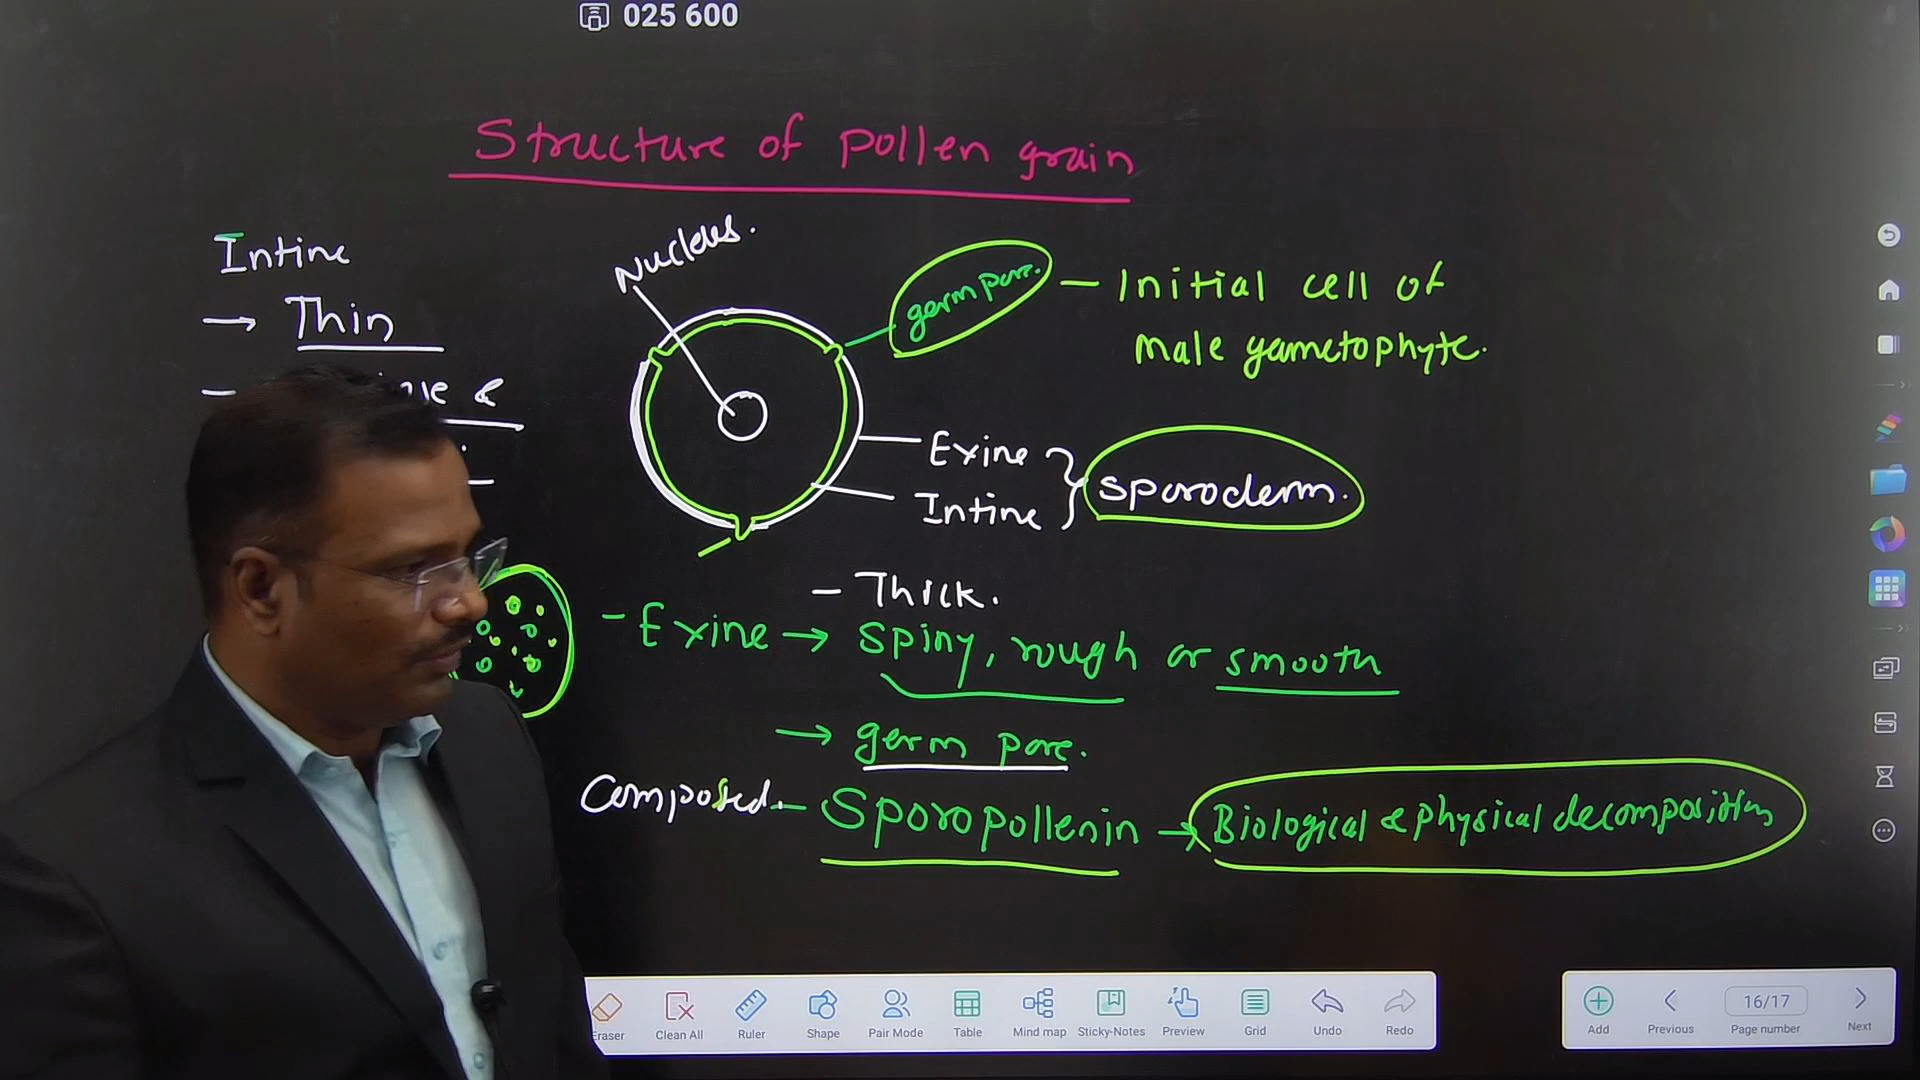 025 600
Structure of pollen grain
Intine
→ Thin
&
Nucleus.
germ pore. - Initial cell of
male gametophyte.
Exine
Intine
sporoderm.
- Thick.
- Exine → spiny, rough or smooth
→ germ pore.
Composed. - Sporopollenin → Biological & physical decomposition
Eraser
Clean All
Ruler
Shape
Pair Mode
Table
Mind map
Sticky-Notes
Preview
Grid
Undo
Redo
Add
Previous
16/17
Page number
Next